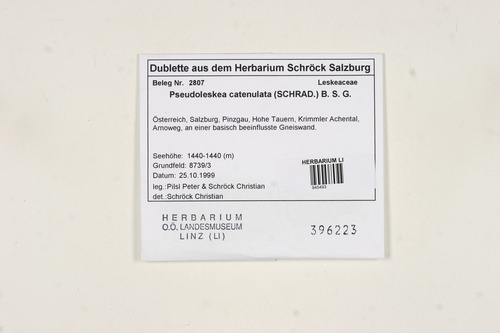 Dublette aus dem Herbarium Schröck Salzburg
Beleg Nr. 2807 Leskeaceae
Pseudoleskea catenulata (SCHRAD.) B. S. G.
Österreich, Salzburg, Pinzgau, Hohe Tauern, Krimmler Achental,
Arnoweg, an einer basisch beeinflusste Gneiswand.
Seehöhe: 1440-1440 (m)
Grundfeld: 8739/3
Datum: 25.10.1999
leg.:Pilsl Peter & Schröck Christian
det.:Schröck Christian
HERBARIUM LI
945493
HERBARIUM
O.Ö. LANDESMUSEUM
LINZ (LI)
396223